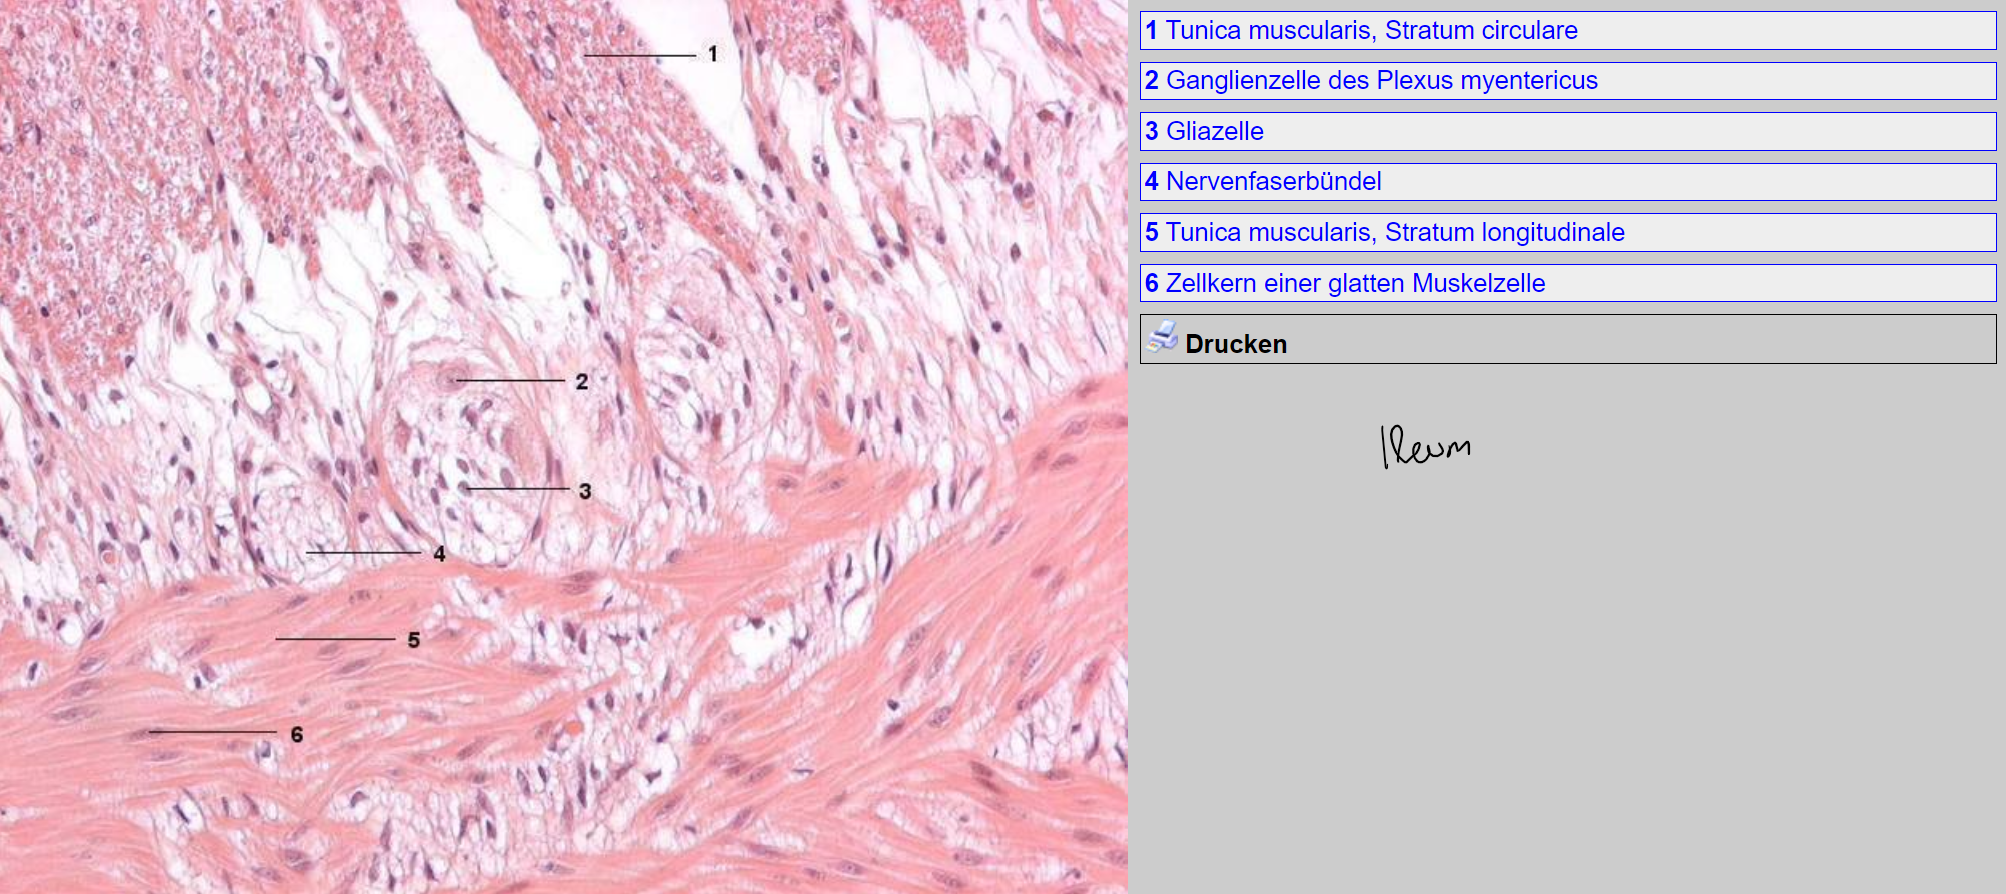 1
2
3
4
5
6
1 Tunica muscularis, Stratum circulare
2 Ganglienzelle des Plexus myentericus
3 Gliazelle
4 Nervenfaserbündel
5 Tunica muscularis, Stratum longitudinale
6 Zellkern einer glatten Muskelzelle
Drucken
Ileum